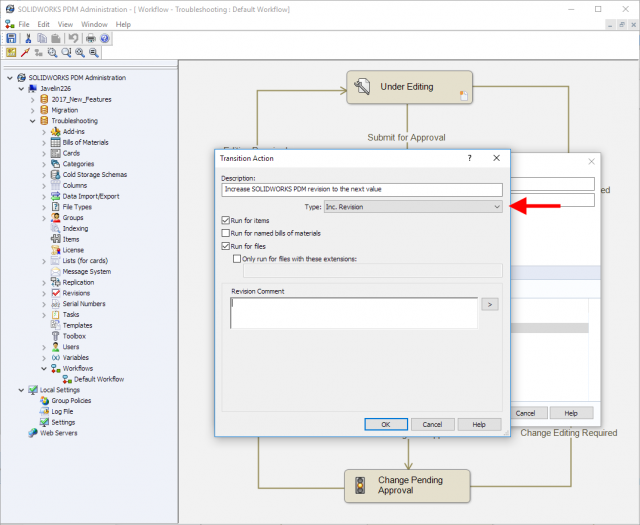 SOLIDWORKS PDM Administration - [ Workflow - Troubleshooting : Default Workflow]
File Edit View Window Help
SOLIDWORKS PDM Administration
Javelin226
2017_New_Features
Migration
Troubleshooting
Add-ins
Bills of Materials
Cards
Categories
Cold Storage Schemas
Columns
Data Import/Export
File Types
Groups
Indexing
Items
License
Lists (for cards)
Message System
Replication
Revisions
Serial Numbers
Tasks
Templates
Toolbox
Users
Variables
Workflows
Default Workflow
Local Settings
Group Policies
Log File
Settings
Web Servers
Under Editing
Submit for Approval
Transition Action
Description:
Increase SOLIDWORKS PDM revision to the next value
Type: Inc. Revision
Run for items
Run for named bills of materials
Run for files
Only run for files with these extensions:
Revision Comment
>
OK Cancel Help
Cancel Help
Change Editing Required
Change Pending
Approval